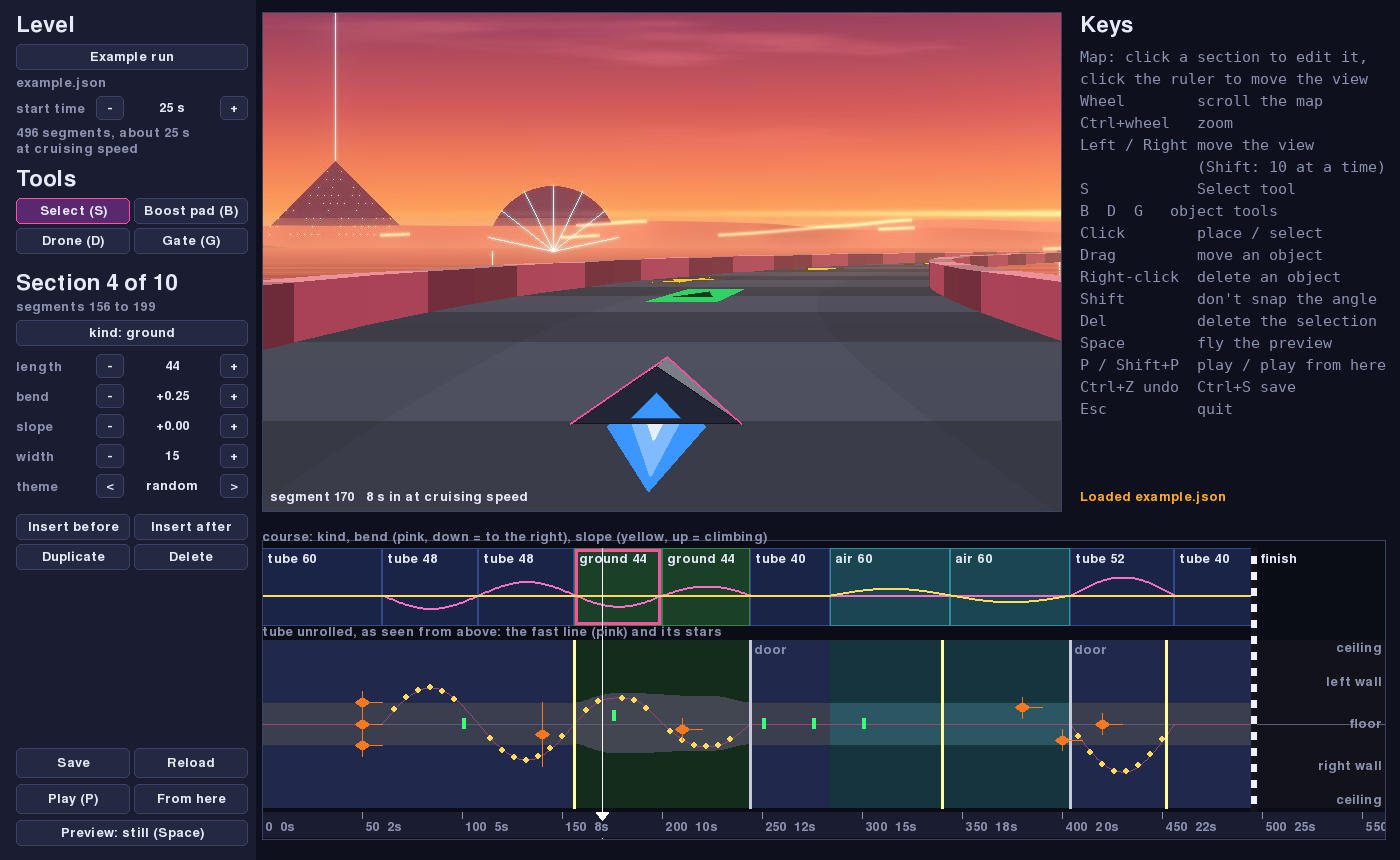 Level
Example run
example.json
start time - 25 s +
496 segments, about 25 s
at cruising speed
Tools
Select (S) Boost pad (B)
Drone (D) Gate (G)
Section 4 of 10
segments 156 to 199
kind: ground
length - 44 +
bend - +0.25 +
slope - +0.00 +
width - 15 +
theme < random >
Insert before Insert after
Duplicate Delete
Save Reload
Play (P) From here
Preview: still (Space)
segment 170 8 s in at cruising speed
Keys
Map: click a section to edit it,
click the ruler to move the view
Wheel scroll the map
Ctrl+wheel zoom
Left / Right move the view
(Shift: 10 at a time)
S Select tool
B D G object tools
Click place / select
Drag move an object
Right-click delete an object
Shift don't snap the angle
Del delete the selection
Space fly the preview
P / Shift+P play / play from here
Ctrl+Z undo Ctrl+S save
Esc quit
Loaded example.json
course: kind, bend (pink, down = to the right), slope (yellow, up = climbing)
tube 60 tube 48 tube 48 ground 44 ground 44 tube 40 air 60 air 60 tube 52 tube 40 finish
tube unrolled, as seen from above: the fast line (pink) and its stars
door door ceiling
left wall
floor
right wall
ceiling
0 0s 50 2s 100 5s 150 8s 200 10s 250 12s 300 15s 350 18s 400 20s 450 22s 500 25s 550